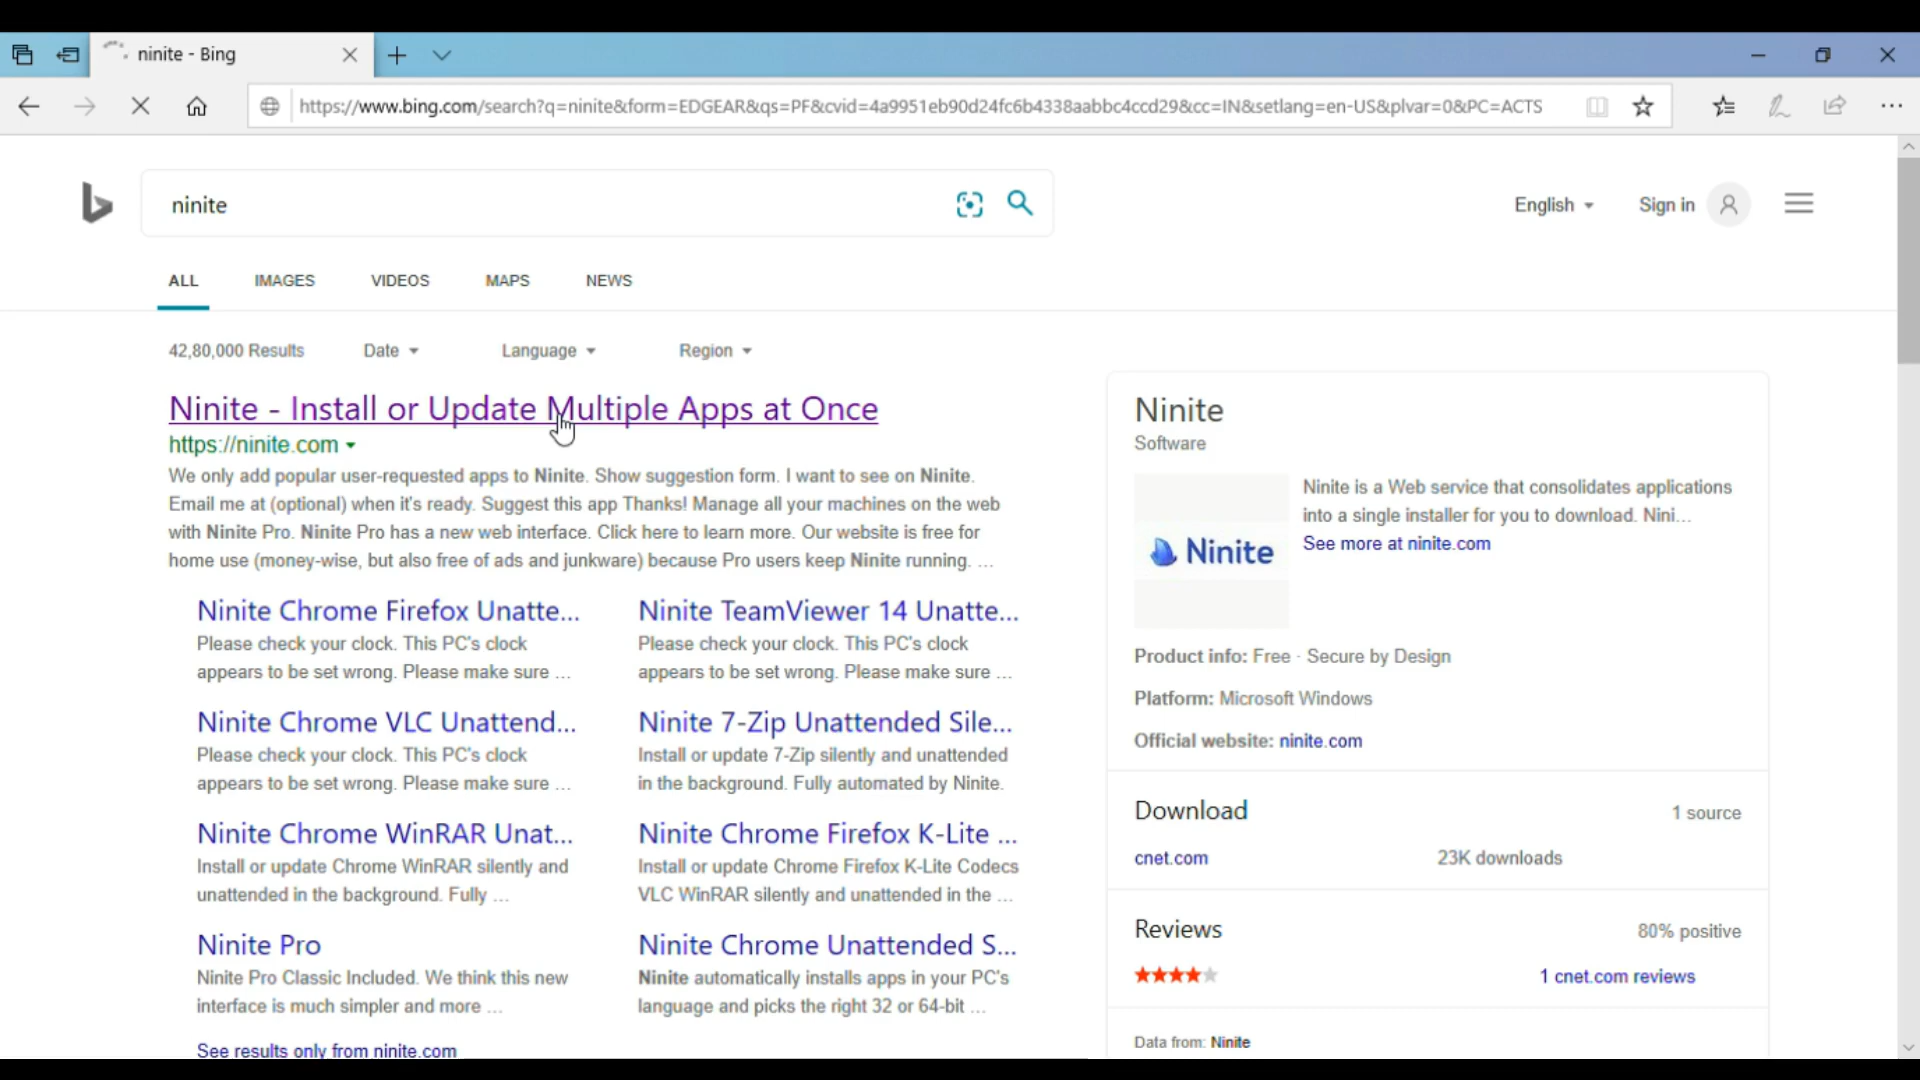 ninite - Bing
https://www.bing.com/search?q=ninite&form=EDGEAR&qs=PF&cvid=4a9951eb90d24fc6b4338aabbc4ccd29&cc=IN&setlang=en-US&plvar=0&PC=ACTS
ninite
English
Sign in
ALL IMAGES VIDEOS MAPS NEWS
42,80,000 Results Date Language Region
Ninite - Install or Update Multiple Apps at Once
https://ninite.com
We only add popular user-requested apps to Ninite. Show suggestion form. I want to see on Ninite.
Email me at (optional) when it's ready. Suggest this app Thanks! Manage all your machines on the web
with Ninite Pro. Ninite Pro has a new web interface. Click here to learn more. Our website is free for
home use (money-wise, but also free of ads and junkware) because Pro users keep Ninite running. ...
Ninite Chrome Firefox Unatte...
Please check your clock. This PC's clock
appears to be set wrong. Please make sure ...
Ninite TeamViewer 14 Unatte...
Please check your clock. This PC's clock
appears to be set wrong. Please make sure ...
Ninite Chrome VLC Unattend...
Please check your clock. This PC's clock
appears to be set wrong. Please make sure ...
Ninite 7-Zip Unattended Sile...
Install or update 7-Zip silently and unattended
in the background. Fully automated by Ninite.
Ninite Chrome WinRAR Unat...
Install or update Chrome WinRAR silently and
unattended in the background. Fully ...
Ninite Chrome Firefox K-Lite ...
Install or update Chrome Firefox K-Lite Codecs
VLC WinRAR silently and unattended in the ...
Ninite Pro
Ninite Pro Classic Included. We think this new
interface is much simpler and more ...
Ninite Chrome Unattended S...
Ninite automatically installs apps in your PC's
language and picks the right 32 or 64-bit ...
See results only from ninite.com
Ninite
Software
Ninite
Ninite is a Web service that consolidates applications
into a single installer for you to download. Nini...
See more at ninite.com
Product info: Free · Secure by Design
Platform: Microsoft Windows
Official website: ninite.com
Download 1 source
cnet.com 23K downloads
Reviews 80% positive
1 cnet.com reviews
Data from: Ninite